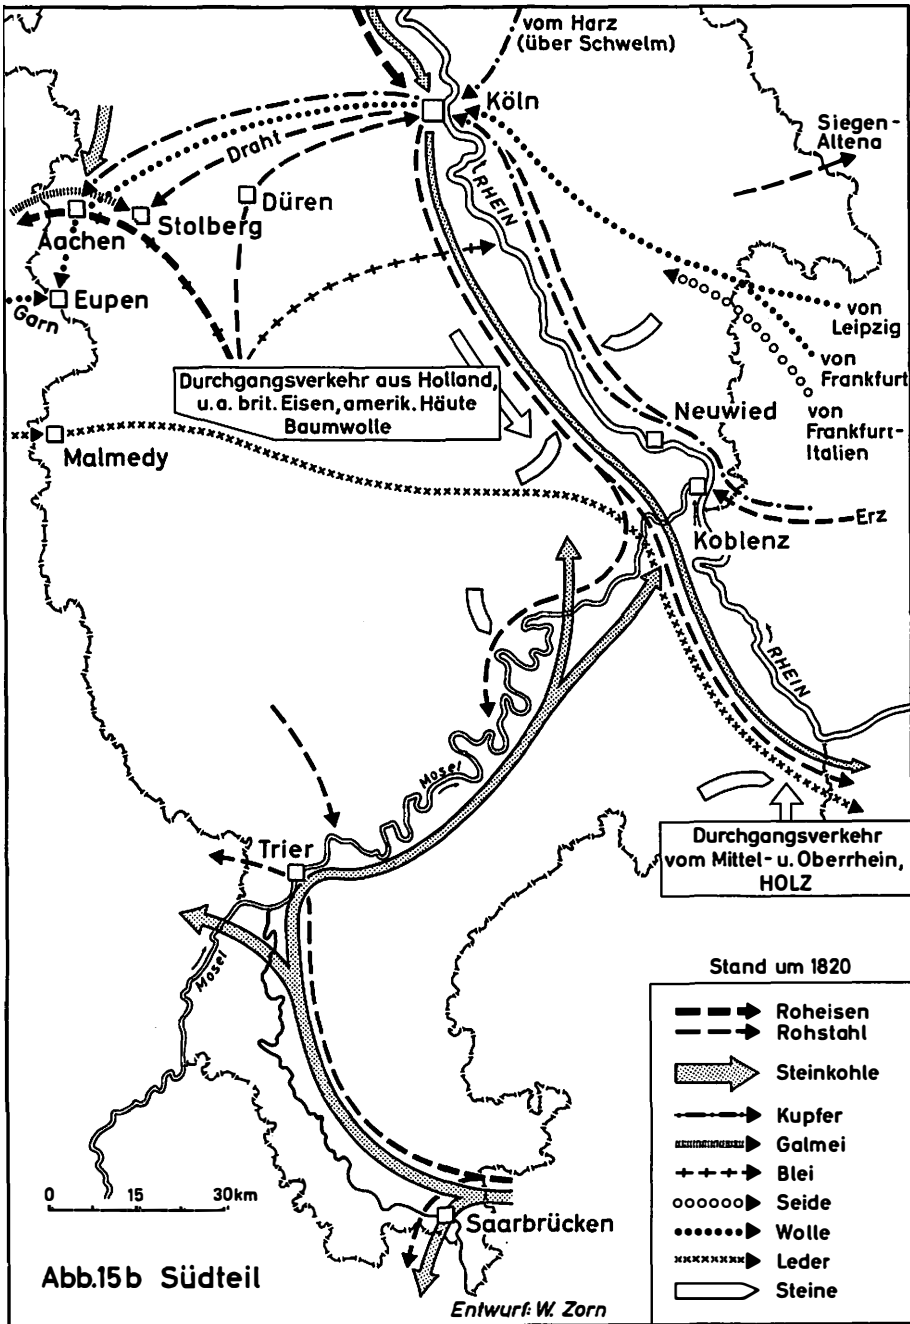 vom Harz
(über Schwelm)
Köln
Siegen-
Altena
Draht
RHEIN
Düren
Stolberg
Aachen
Eupen
Garn
von
Leipzig
von
Frankfurt
von
Frankfurt-
Italien
Durchgangsverkehr aus Holland,
u.a. brit. Eisen, amerik. Häute
Baumwolle
Neuwied
Malmedy
Koblenz
Erz
RHEIN
Mosel
Trier
Durchgangsverkehr
vom Mittel- u. Oberrhein,
HOLZ
Mosel
Stand um 1820
Roheisen
Rohstahl
Steinkohle
Kupfer
Galmei
Blei
Seide
Wolle
Leder
Steine
0 15 30km
Saarbrücken
Abb.15b Südteil
Entwurf: W. Zorn